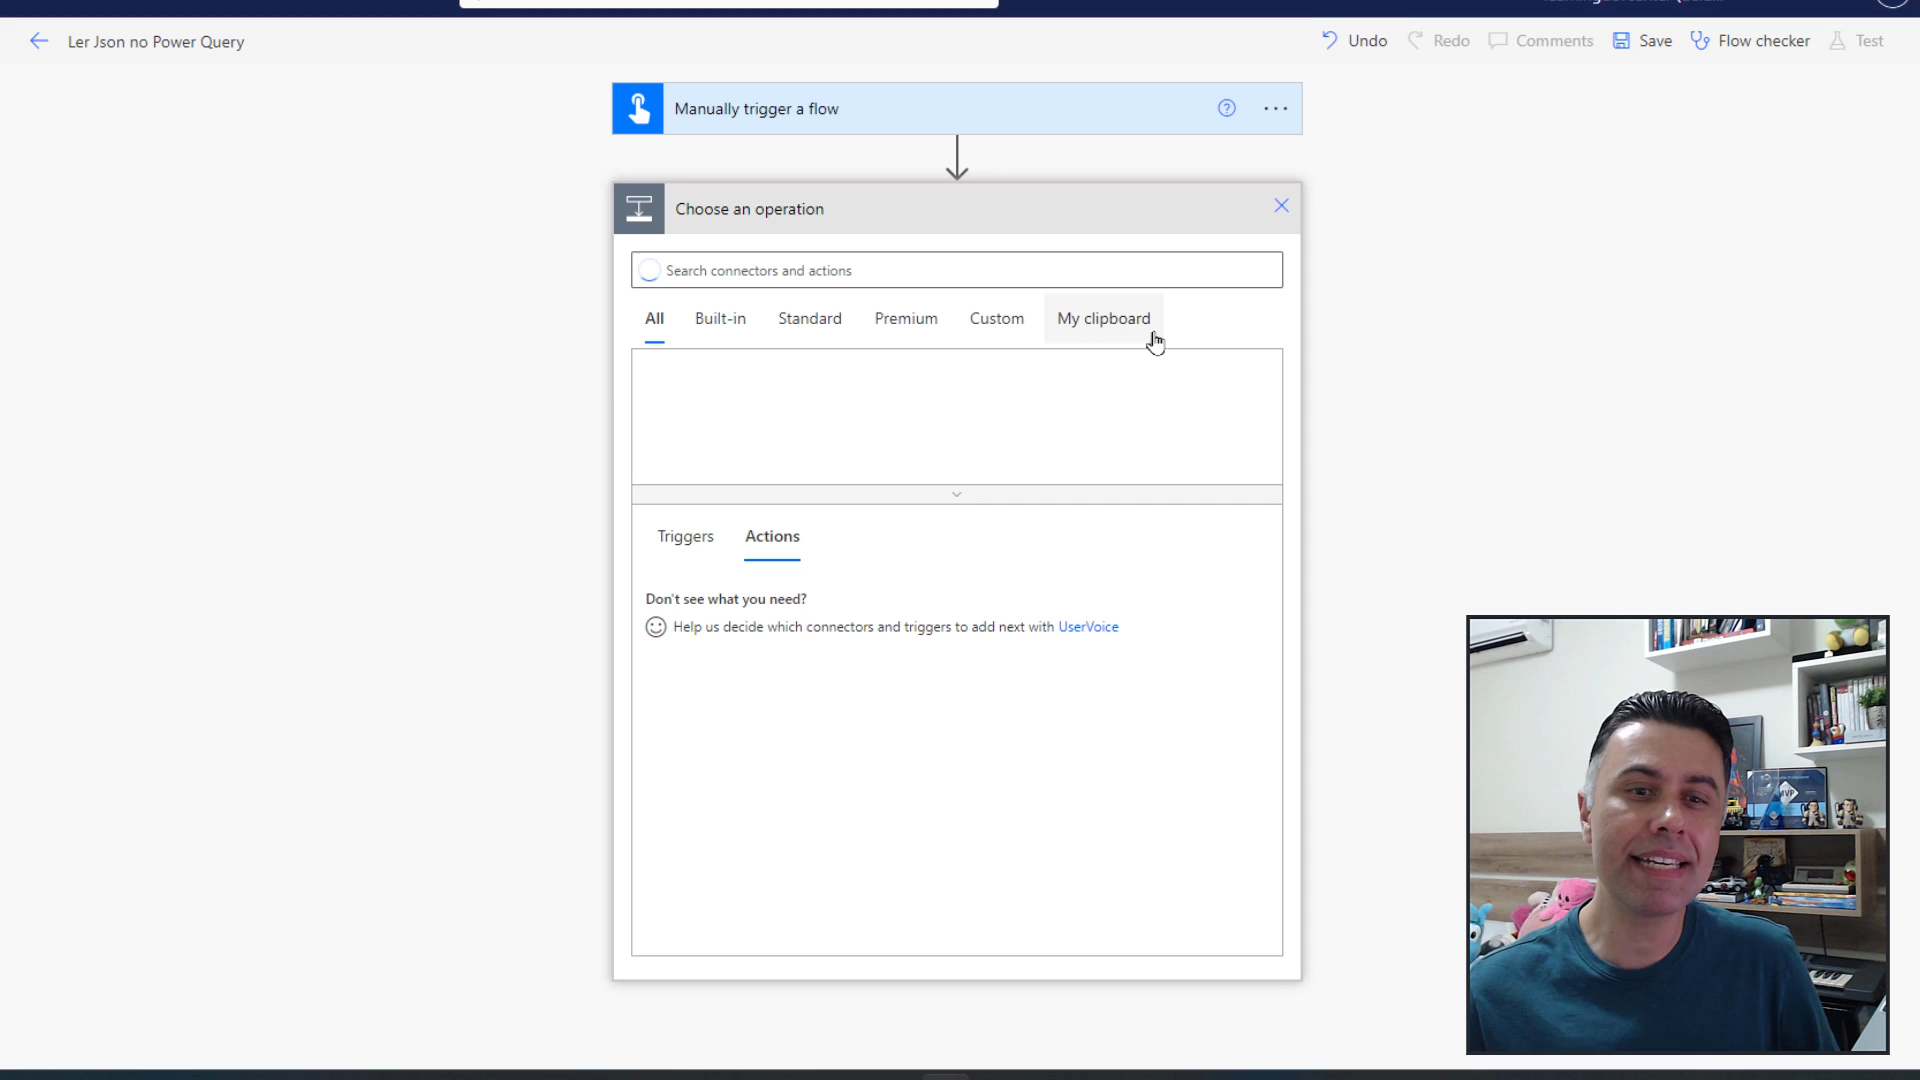 Ler Json no Power Query
Undo
Redo
Comments
Save
Flow checker
Test
Manually trigger a flow
Choose an operation
Search connectors and actions
All
Built-in
Standard
Premium
Custom
My clipboard
Triggers
Actions
Don't see what you need?
Help us decide which connectors and triggers to add next with UserVoice
MVP